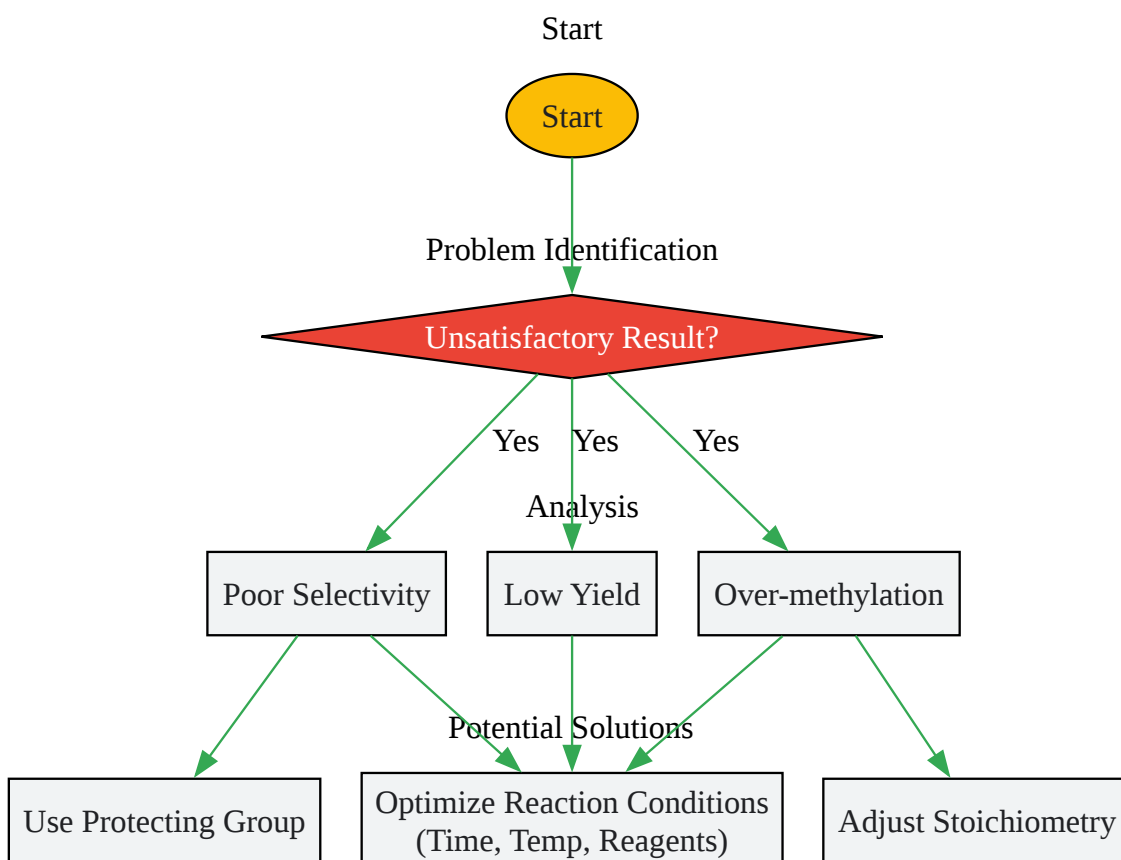 Start
Start
Problem Identification
Unsatisfactory Result?
Yes
Yes
Yes
Analysis
Poor Selectivity
Low Yield
Over-methylation
Potential Solutions
Use Protecting Group
Optimize Reaction Conditions
(Time, Temp, Reagents)
Adjust Stoichiometry